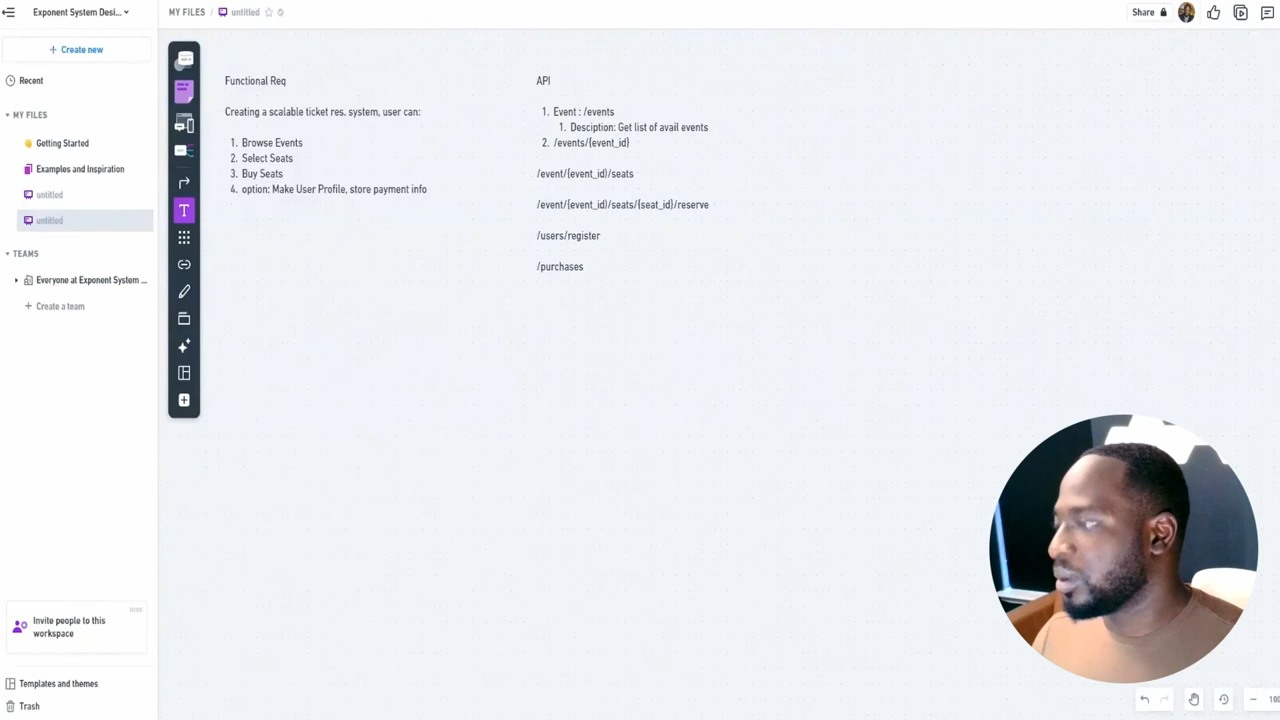 Exponent System Desi...
MY FILES / untitled
Share
+ Create new
Recent
MY FILES
Getting Started
Examples and Inspiration
untitled
untitled
TEAMS
Everyone at Exponent System ...
+ Create a team
Functional Req
Creating a scalable ticket res. system, user can:
1. Browse Events
2. Select Seats
3. Buy Seats
4. option: Make User Profile, store payment info
API
1. Event : /events
1. Desciption: Get list of avail events
2. /events/{event_id}
/event/{event_id}/seats
/event/{event_id}/seats/{seat_id}/reserve
/users/register
/purchases
Invite people to this
workspace
Templates and themes
Trash